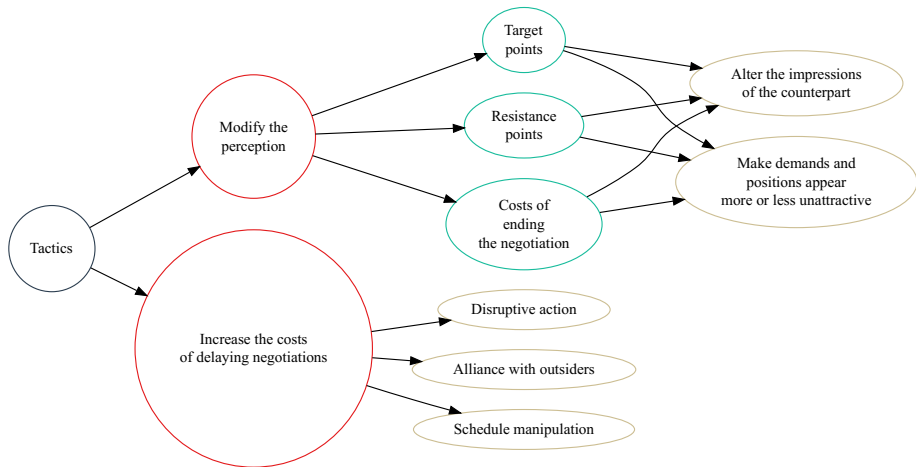 Tactics
Modify the
perception
Increase the costs
of delaying negotiations
Target
points
Resistance
points
Costs of
ending
the negotiation
Disruptive action
Alliance with outsiders
Schedule manipulation
Alter the impressions
of the counterpart
Make demands and
positions appear
more or less unattractive